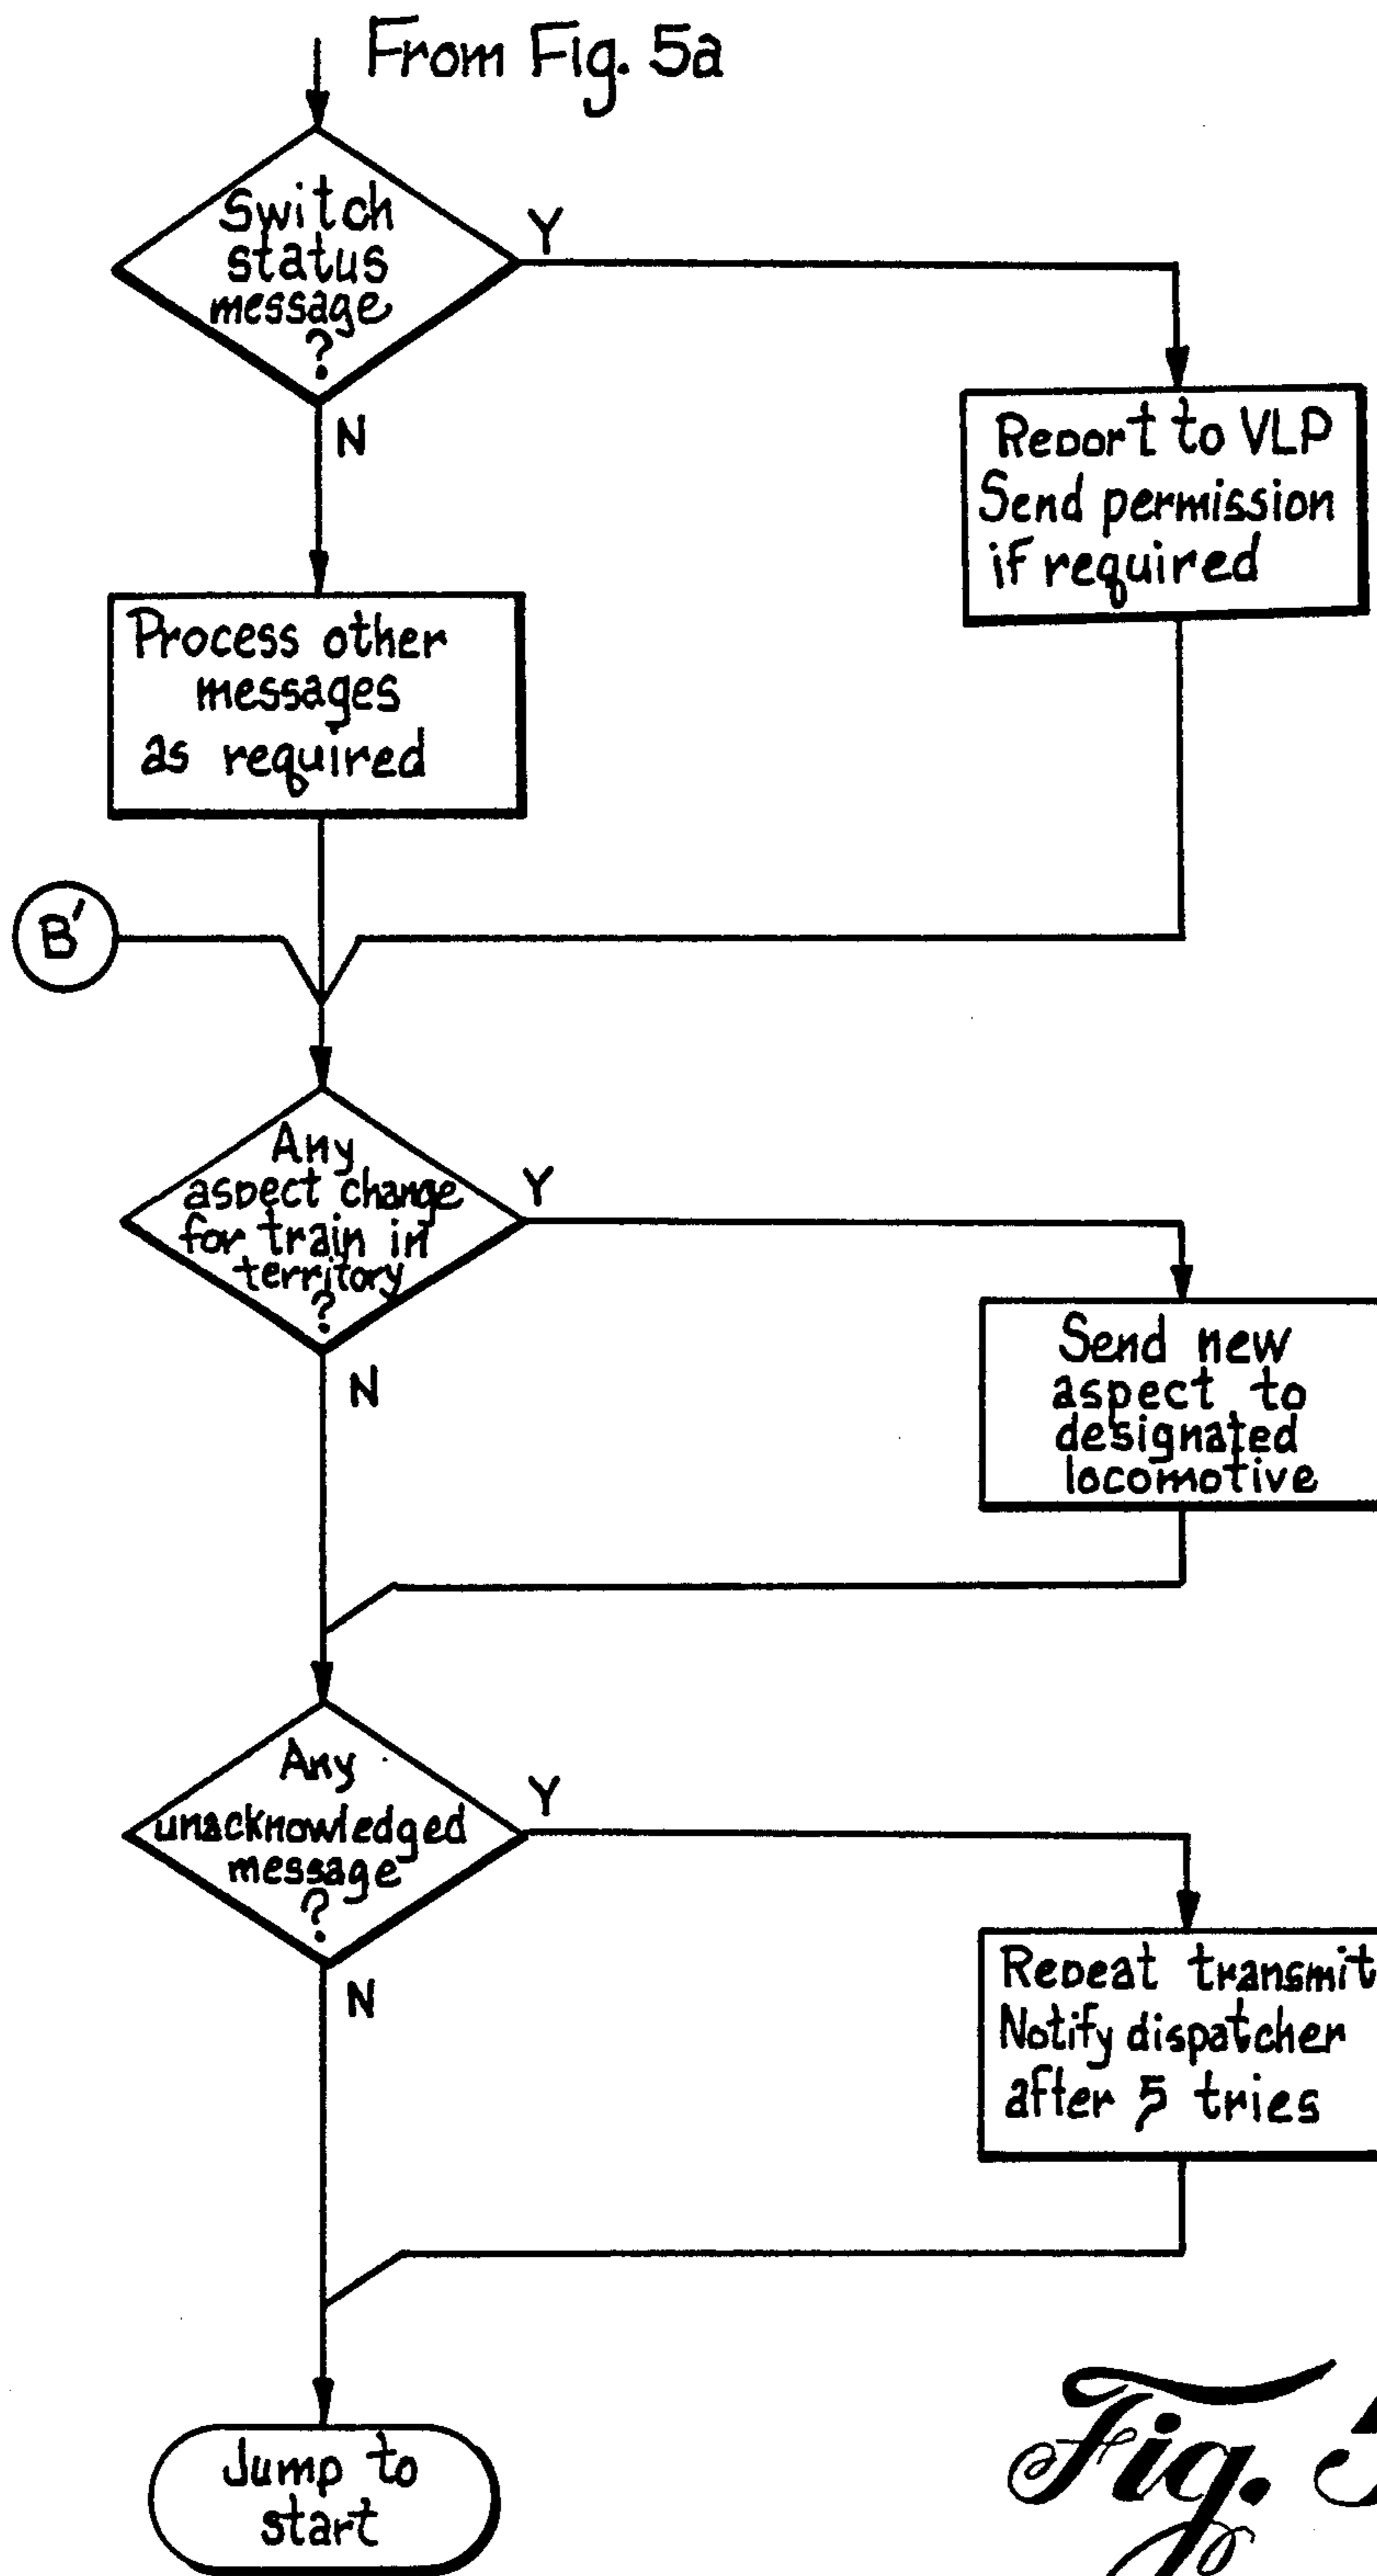 From Fig. 5a
Switch
status
message
?
Y
N
Report to VLP
Send permission
if required
Process other
messages
as required
B'
Any
aspect change
for train in
territory
?
Y
N
Send new
aspect to
designated
locomotive
Any
unacknowledged
message
?
Y
N
Repeat transmit
Notify dispatcher
after 5 tries
Jump to
start
Fig.